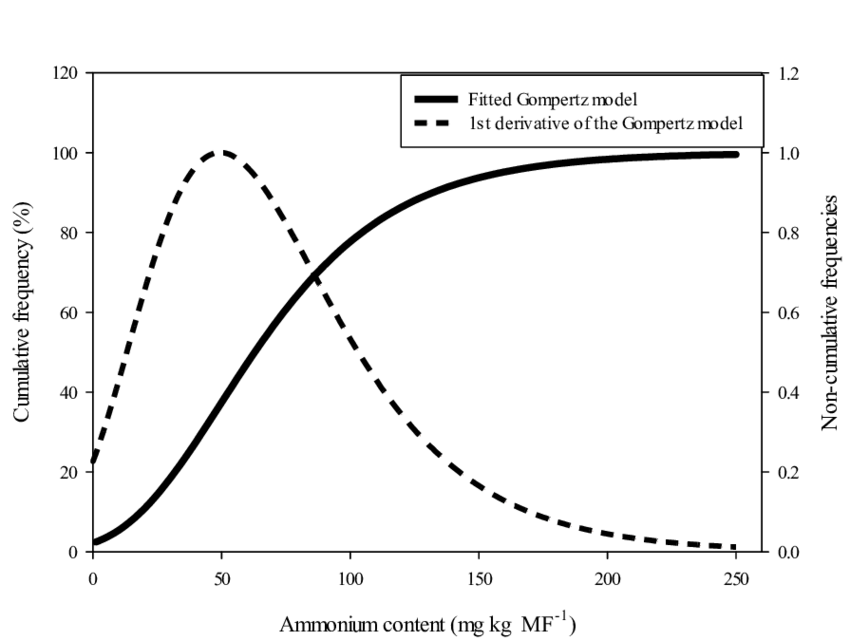 120
1.2
Fitted Gompertz model
1st derivative of the Gompertz model
100
1.0
80
0.8
60
0.6
40
0.4
20
0.2
0
0.0
Cumulative frequency (%)
Non-cumulative frequencies
0 50 100 150 200 250
Ammonium content (mg kg MF⁻¹)